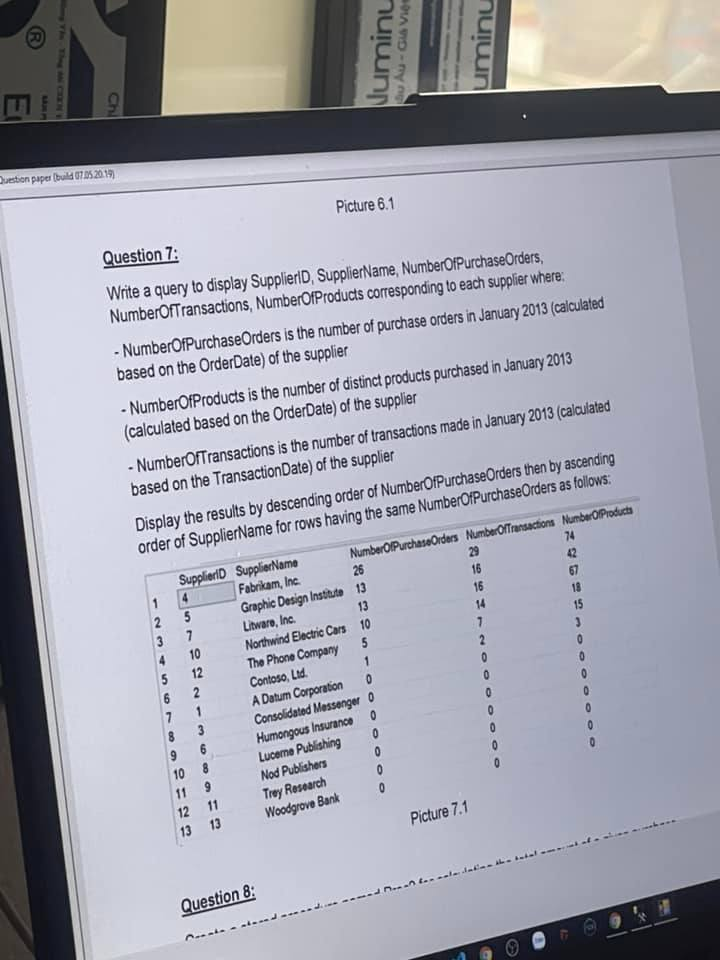 Aluminu
âu Âu - Giá Việ
uminu
®
E
Ch
Question paper (build 07.05.20.19)
Picture 6.1
Question 7:
Write a query to display SupplierID, SupplierName, NumberOfPurchaseOrders,
NumberOfTransactions, NumberOfProducts corresponding to each supplier where:
- NumberOfPurchaseOrders is the number of purchase orders in January 2013 (calculated
based on the OrderDate) of the supplier
- NumberOfProducts is the number of distinct products purchased in January 2013
(calculated based on the OrderDate) of the supplier
- NumberOfTransactions is the number of transactions made in January 2013 (calculated
based on the TransactionDate) of the supplier
Display the results by descending order of NumberOfPurchaseOrders then by ascending
order of SupplierName for rows having the same NumberOfPurchaseOrders as follows:
SupplierID SupplierName NumberOfPurchaseOrders NumberOfTransactions NumberOfProducts
1 4 Fabrikam, Inc. 26 29 74
2 5 Graphic Design Institute 13 16 42
3 7 Litware, Inc. 13 16 67
4 10 Northwind Electric Cars 10 14 18
5 12 The Phone Company 5 7 15
6 2 Contoso, Ltd. 1 2 3
7 1 A Datum Corporation 0 0 0
8 3 Consolidated Messenger 0 0 0
9 6 Humongous Insurance 0 0 0
10 8 Lucerne Publishing 0 0 0
11 9 Nod Publishers 0 0 0
12 11 Trey Research 0 0 0
13 13 Woodgrove Bank 0 0 0
Picture 7.1
Question 8: